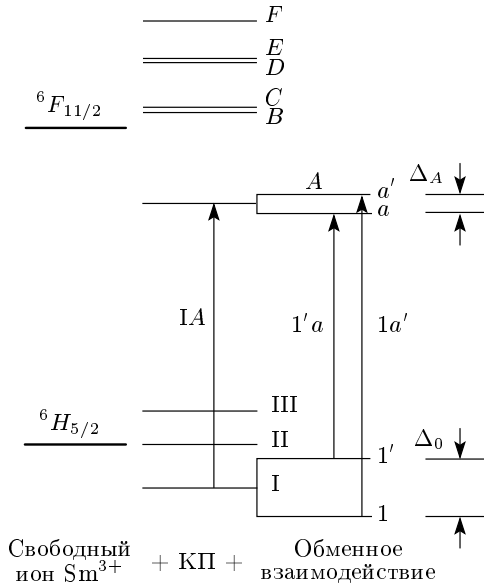 F
E
D
⁶F₁₁/₂
C
B
A
a′
Δ_A
a
IA
1′a
1a′
III
⁶H₅/₂
II
Δ₀
1′
I
1
Свободный
ион Sm³⁺
+ КП +
Обменное
взаимодействие